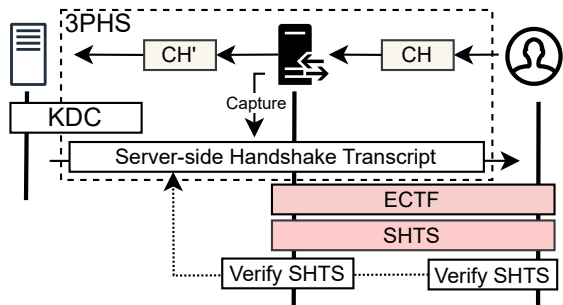 3PHS
CH'
CH
Capture
KDC
Server-side Handshake Transcript
ECTF
SHTS
Verify SHTS
Verify SHTS